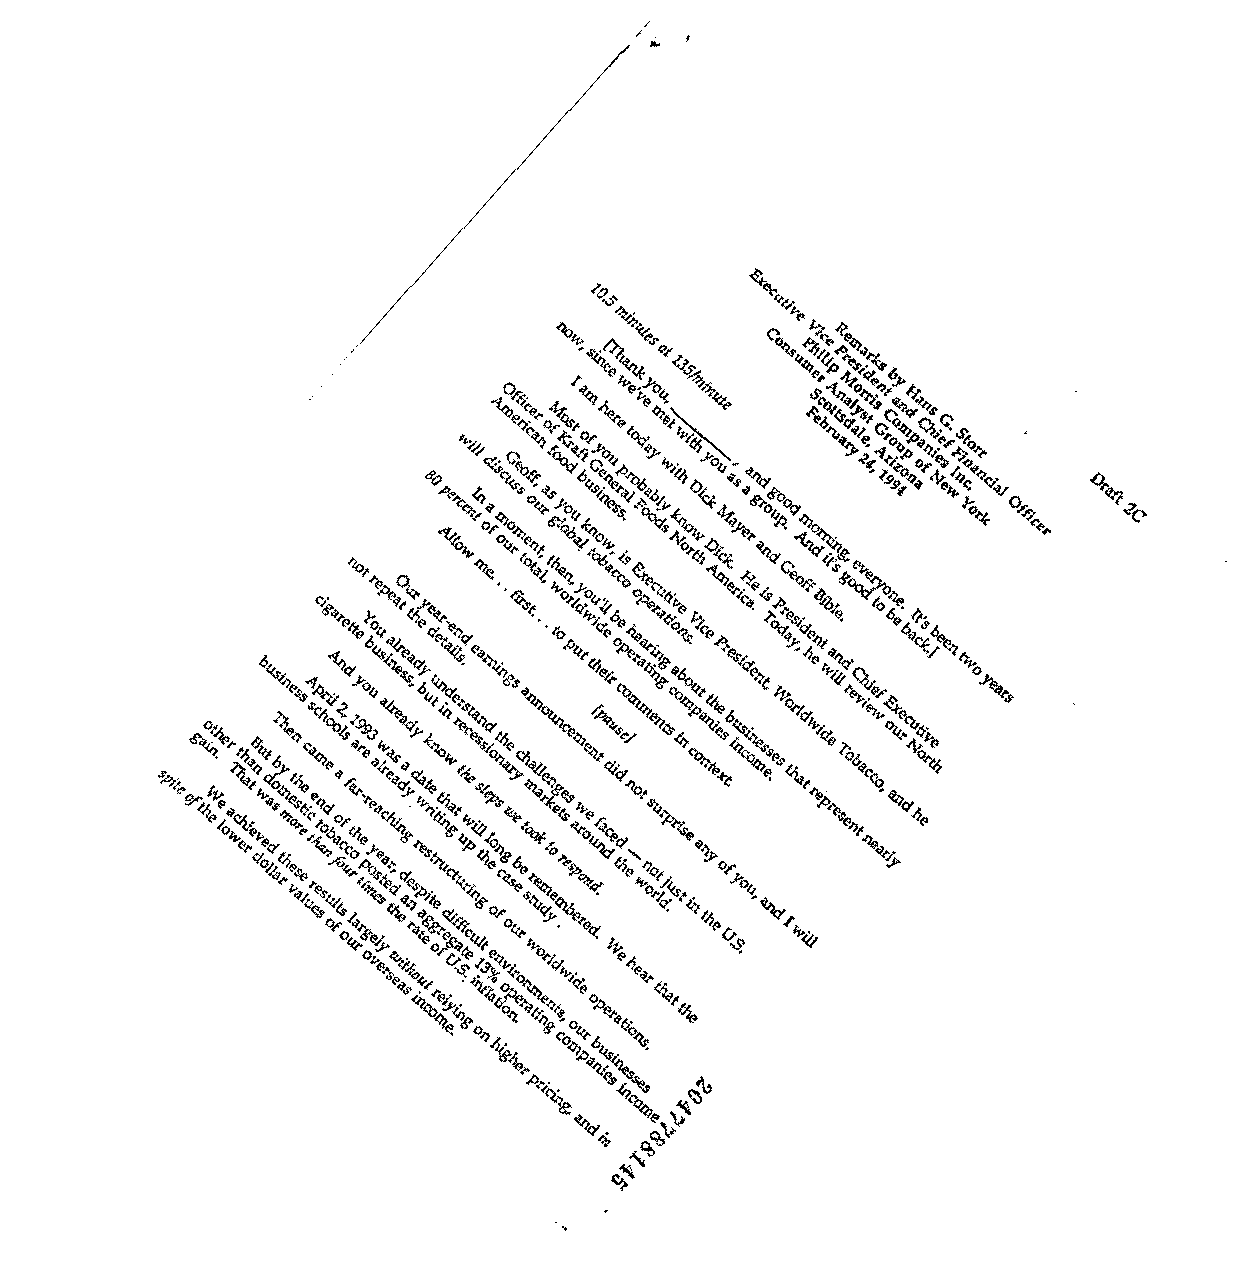 Draft 2C
Remarks by Hans G. Storr
Executive Vice President and Chief Financial Officer
Phillip Morris Companies Inc.
Consumer Analyst Group of New York
Scottsdale, Arizona
February 24, 1994
10.5 minutes at 135/minute
[Thank you, ________, and good morning, everyone. It's been two years
now, since we've met with you as a group. And it's good to be back.]
I am here today with Dick Mayer and Geoff Bible.
Most of you probably know Dick. He is President and Chief Executive
Officer of Kraft General Foods North America. Today, he will review our North
American food business.
Geoff, as you know, is Executive Vice President, Worldwide Tobacco, and he
will discuss our global tobacco operations.
In a moment, then, you'll be hearing about the businesses that represent nearly
80 percent of our total, worldwide operating companies income.
Allow me. . . first. . . to put their comments in context.
[pause]
Our year-end earnings announcement did not surprise any of you, and I will
not repeat the details.
You already understand the challenges we faced — not just in the U.S.
cigarette business, but in recessionary markets around the world.
And you already know the steps we took to respond.
April 2, 1993 was a date that will long be remembered. We hear that the
business schools are already writing up the case study.
Then came a far-reaching restructuring of our worldwide operations.
But by the end of the year, despite difficult environments, our businesses
other than domestic tobacco posted an aggregate 13% operating companies income
gain. That was more than four times the rate of U.S. inflation.
We achieved these results largely without relying on higher pricing, and in
spite of the lower dollar values of our overseas income.
2047788145